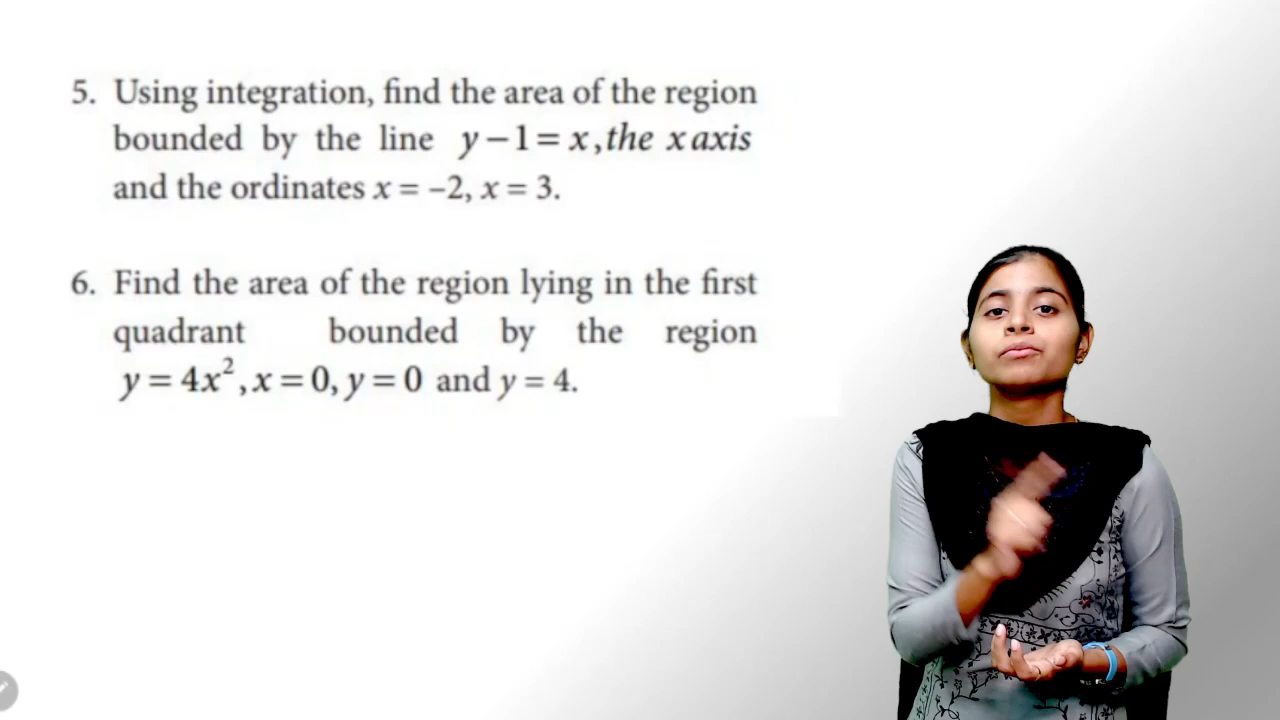 5. Using integration, find the area of the region
bounded by the line y − 1 = x, the x axis
and the ordinates x = −2, x = 3.
6. Find the area of the region lying in the first
quadrant bounded by the region
y = 4x², x = 0, y = 0 and y = 4.